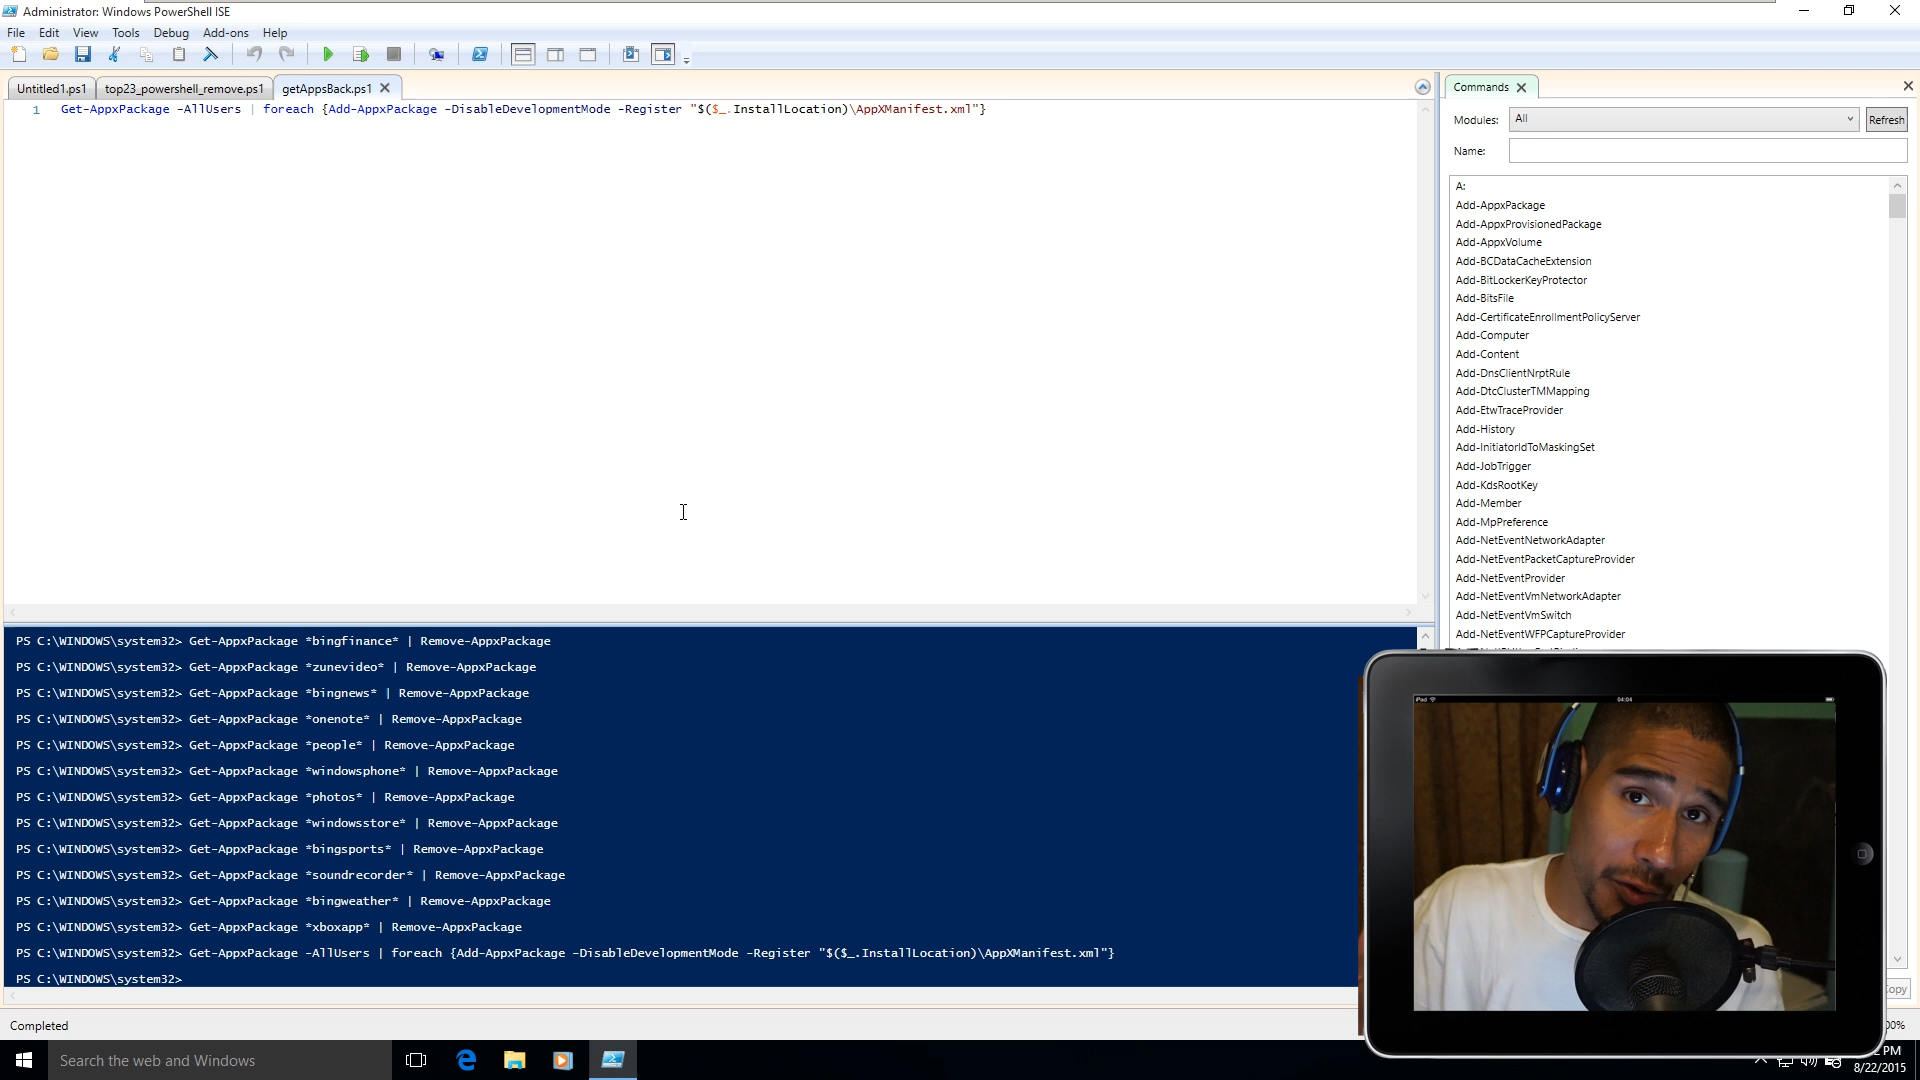 Administrator: Windows PowerShell ISE
File Edit View Tools Debug Add-ons Help
Untitled1.ps1 top23_powershell_remove.ps1 getAppsBack.ps1
1 Get-AppxPackage -AllUsers | foreach {Add-AppxPackage -DisableDevelopmentMode -Register "$($_.InstallLocation)\AppXManifest.xml"}
PS C:\WINDOWS\system32> Get-AppxPackage *bingfinance* | Remove-AppxPackage
PS C:\WINDOWS\system32> Get-AppxPackage *zunevideo* | Remove-AppxPackage
PS C:\WINDOWS\system32> Get-AppxPackage *bingnews* | Remove-AppxPackage
PS C:\WINDOWS\system32> Get-AppxPackage *onenote* | Remove-AppxPackage
PS C:\WINDOWS\system32> Get-AppxPackage *people* | Remove-AppxPackage
PS C:\WINDOWS\system32> Get-AppxPackage *windowsphone* | Remove-AppxPackage
PS C:\WINDOWS\system32> Get-AppxPackage *photos* | Remove-AppxPackage
PS C:\WINDOWS\system32> Get-AppxPackage *windowsstore* | Remove-AppxPackage
PS C:\WINDOWS\system32> Get-AppxPackage *bingsports* | Remove-AppxPackage
PS C:\WINDOWS\system32> Get-AppxPackage *soundrecorder* | Remove-AppxPackage
PS C:\WINDOWS\system32> Get-AppxPackage *bingweather* | Remove-AppxPackage
PS C:\WINDOWS\system32> Get-AppxPackage *xboxapp* | Remove-AppxPackage
PS C:\WINDOWS\system32> Get-AppxPackage -AllUsers | foreach {Add-AppxPackage -DisableDevelopmentMode -Register "$($_.InstallLocation)\AppXManifest.xml"}
PS C:\WINDOWS\system32>
Completed
Commands
Modules: All Refresh
Name:
A:
Add-AppxPackage
Add-AppxProvisionedPackage
Add-AppxVolume
Add-BCDataCacheExtension
Add-BitLockerKeyProtector
Add-BitsFile
Add-CertificateEnrollmentPolicyServer
Add-Computer
Add-Content
Add-DnsClientNrptRule
Add-DtcClusterTMMapping
Add-EtwTraceProvider
Add-History
Add-InitiatorIdToMaskingSet
Add-JobTrigger
Add-KdsRootKey
Add-Member
Add-MpPreference
Add-NetEventNetworkAdapter
Add-NetEventPacketCaptureProvider
Add-NetEventProvider
Add-NetEventVmNetworkAdapter
Add-NetEventVmSwitch
Add-NetEventWFPCaptureProvider
iPad 04:04
Search the web and Windows
PM
8/22/2015